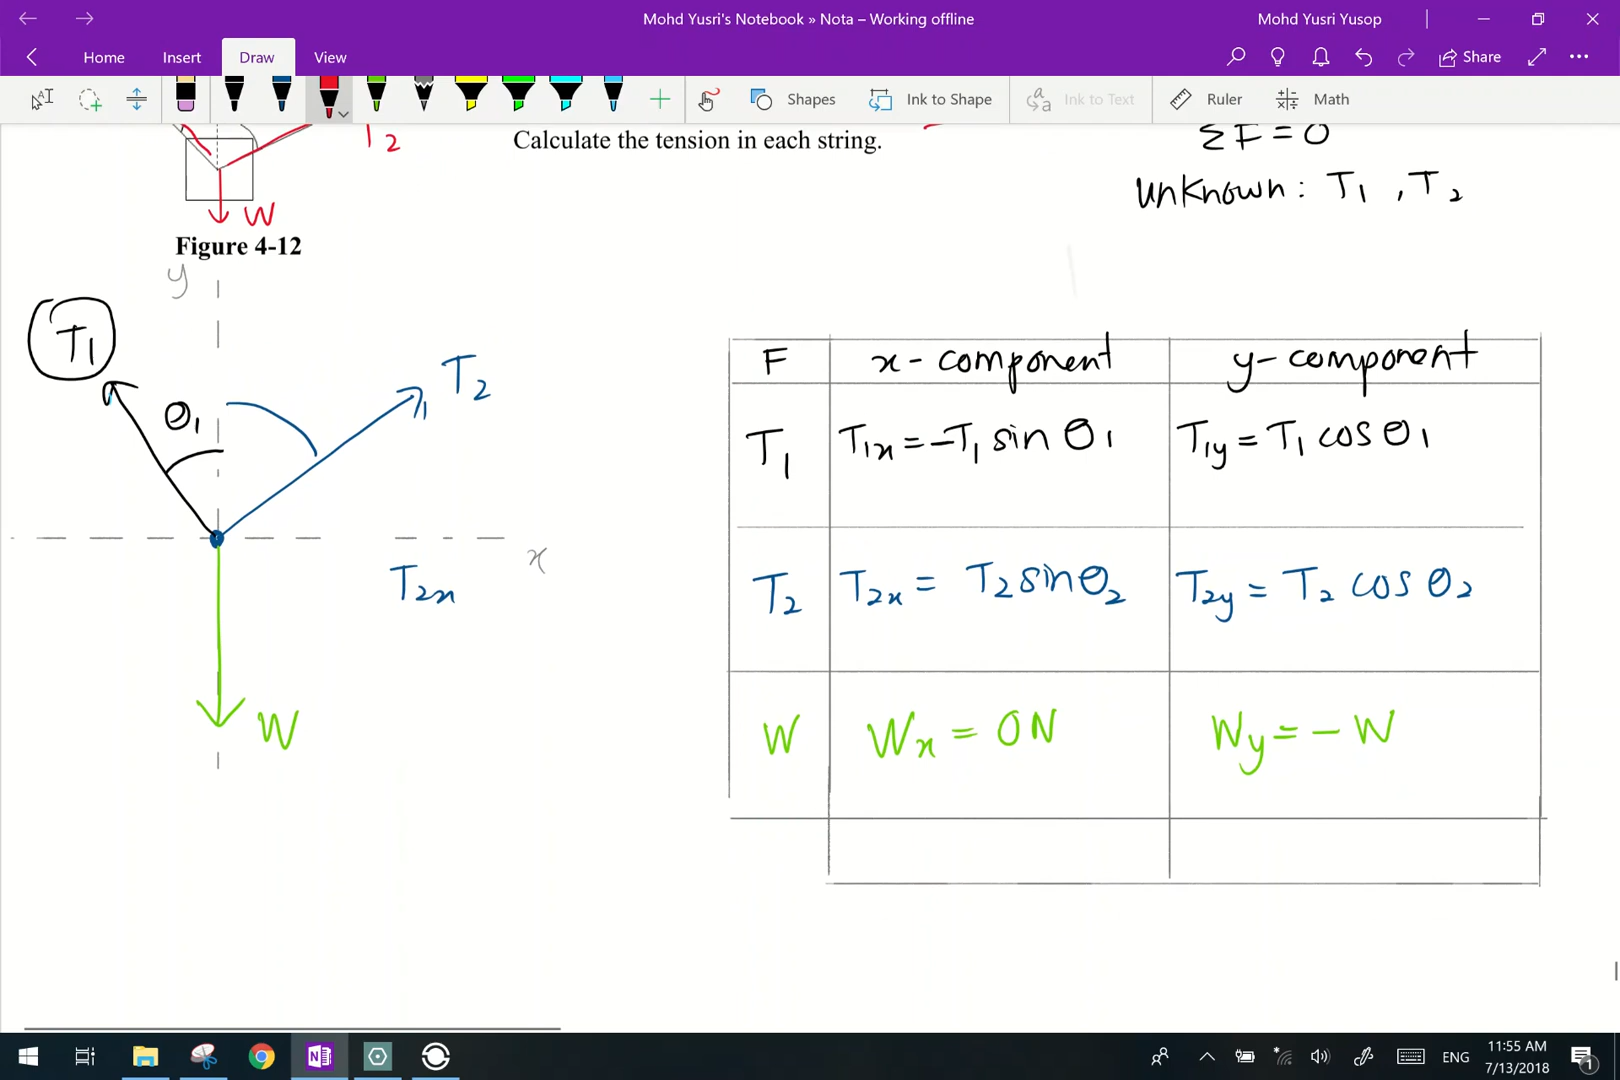 Mohd Yusri's Notebook » Nota – Working offline
Mohd Yusri Yusop
Home Insert Draw View
Share
Shapes Ink to Shape Ink to Text Ruler Math
T2
Calculate the tension in each string.
ΣF = 0
W
unknown: T1 , T2
Figure 4-12
y
T1
θ1
T2
x
T2x
W
F x - component y - component
T1 T1x = -T1 sin θ1 T1y = T1 cos θ1
T2 T2x = T2 sin θ2 T2y = T2 cos θ2
W Wx = 0N Wy = - W
ENG
11:55 AM
7/13/2018
1